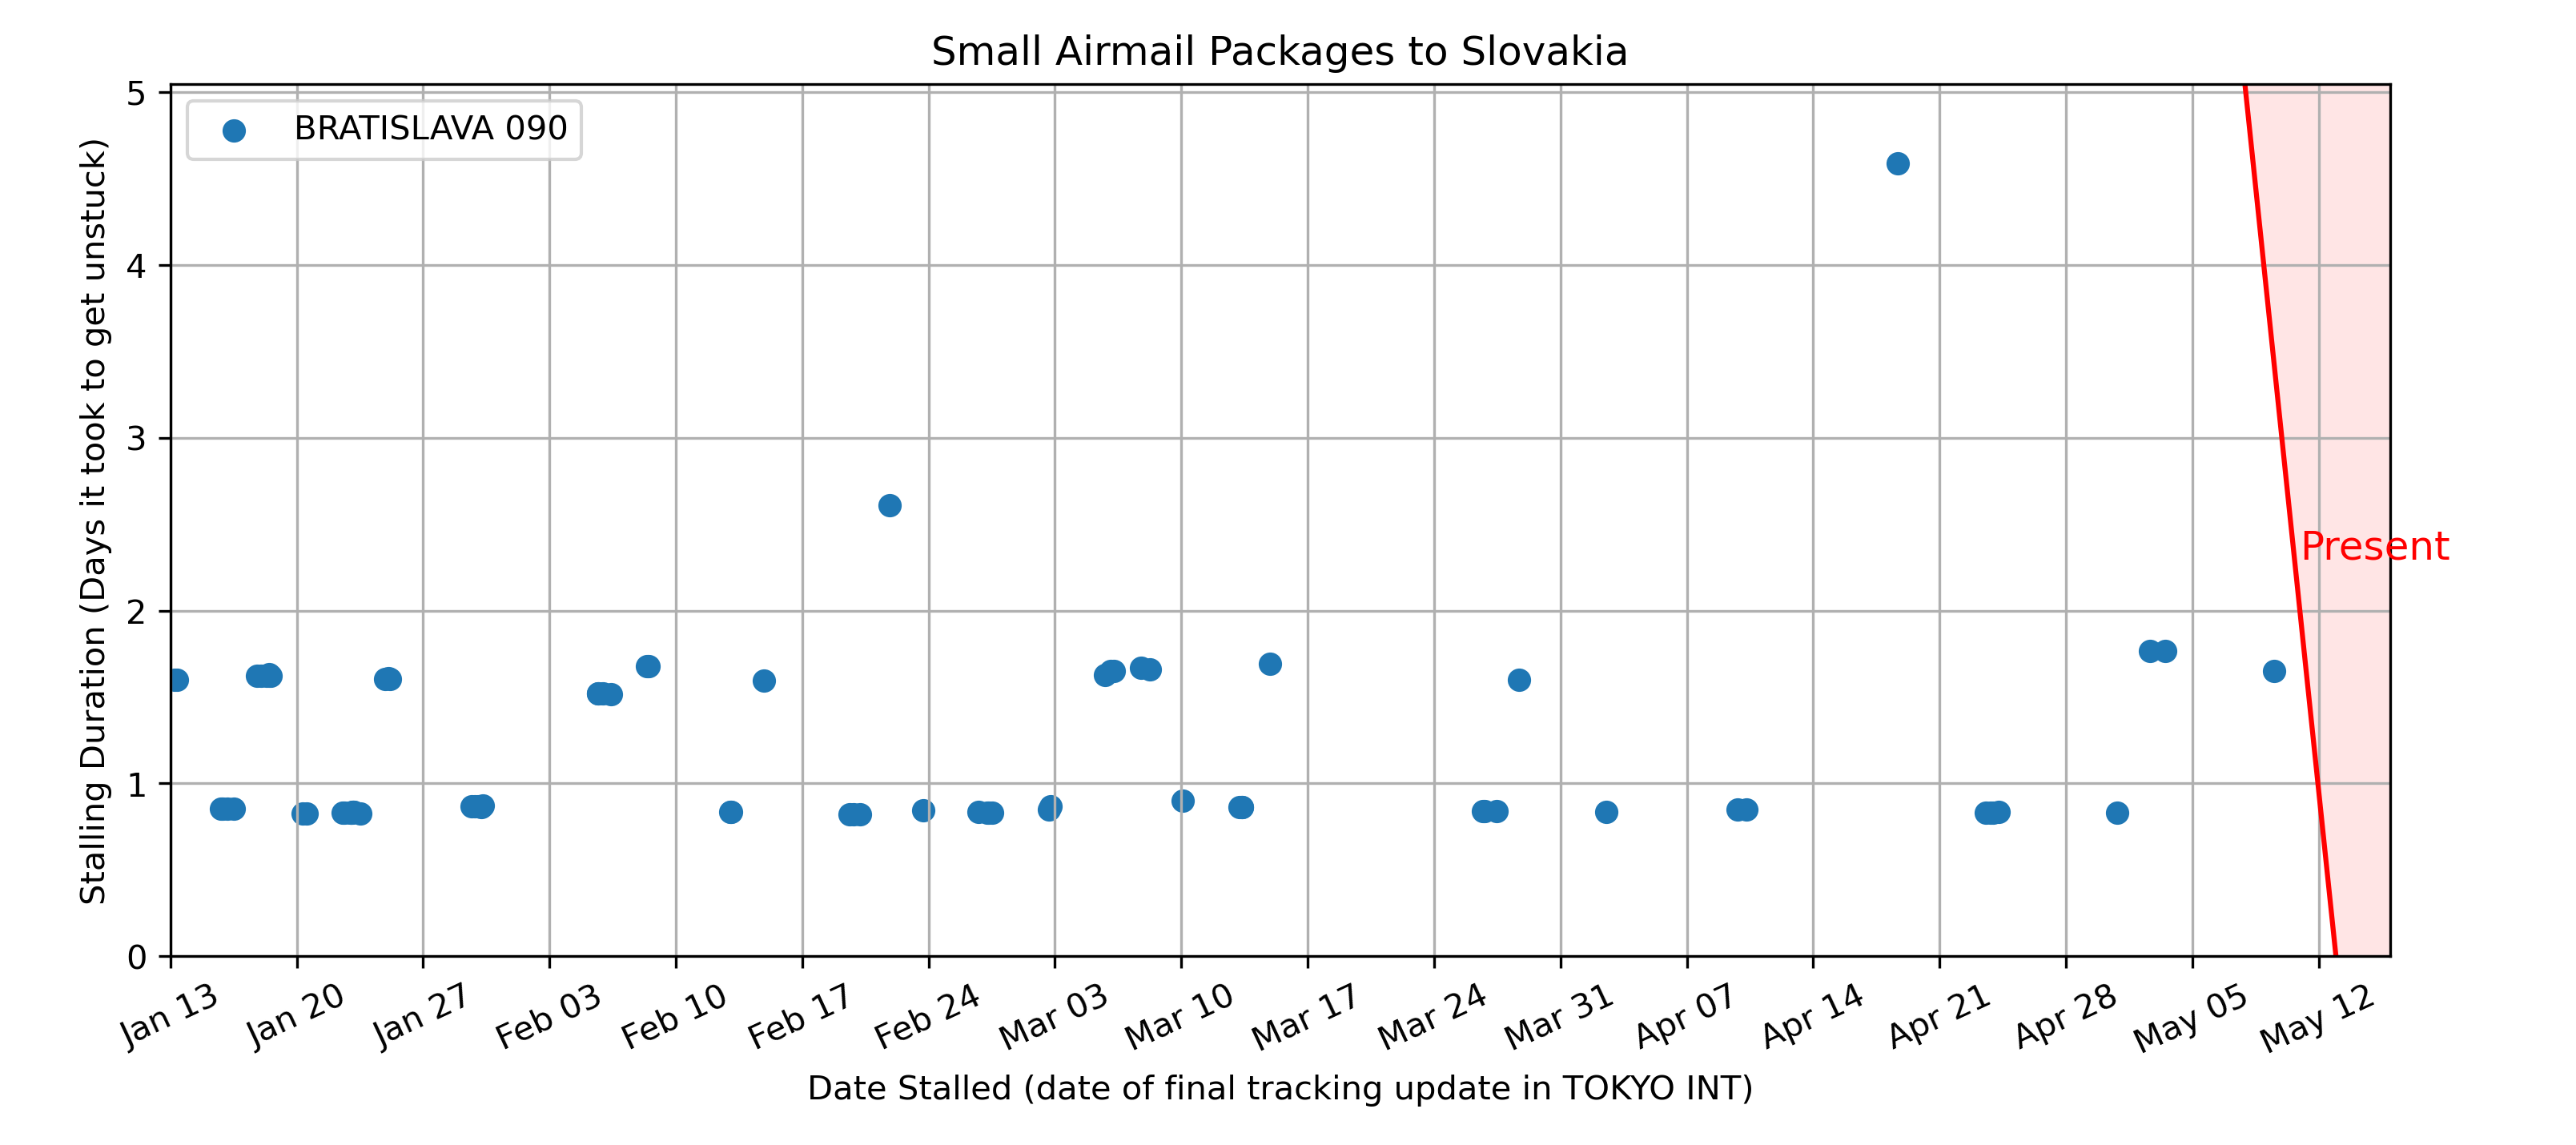 Small Airmail Packages to Slovakia
BRATISLAVA 090
Stalling Duration (Days it took to get unstuck)
5
4
3
2
1
0
Present
Jan 13
Jan 20
Jan 27
Feb 03
Feb 10
Feb 17
Feb 24
Mar 03
Mar 10
Mar 17
Mar 24
Mar 31
Apr 07
Apr 14
Apr 21
Apr 28
May 05
May 12
Date Stalled (date of final tracking update in TOKYO INT)